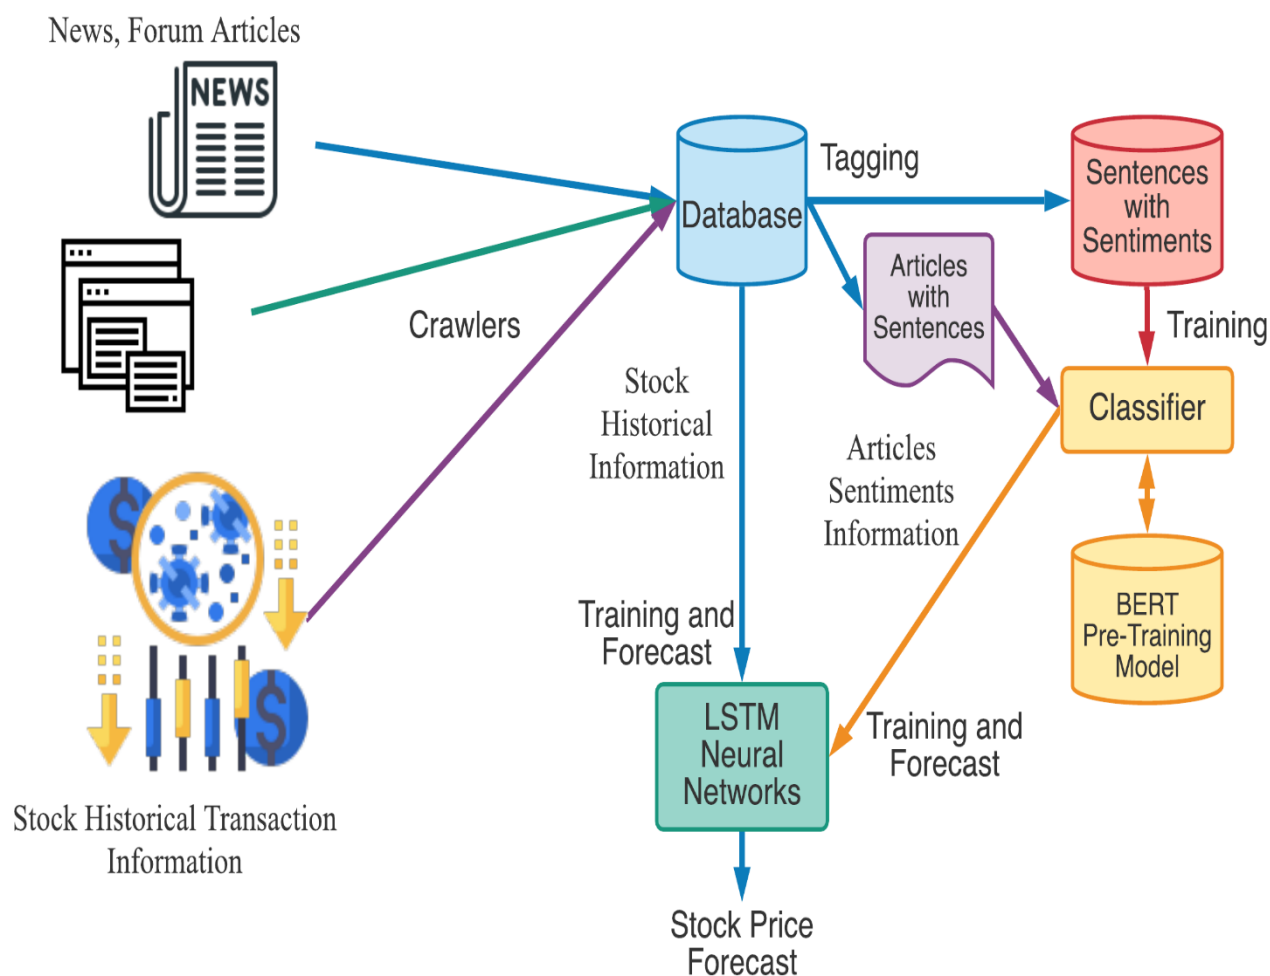 News, Forum Articles
NEWS
Database
Tagging
Sentences
with
Sentiments
Articles
with
Sentences
Crawlers
Training
Stock
Historical
Information
Classifier
Articles
Sentiments
Information
BERT
Pre-Training
Model
Training and
Forecast
LSTM
Neural
Networks
Training and
Forecast
Stock Historical Transaction
Information
Stock Price
Forecast